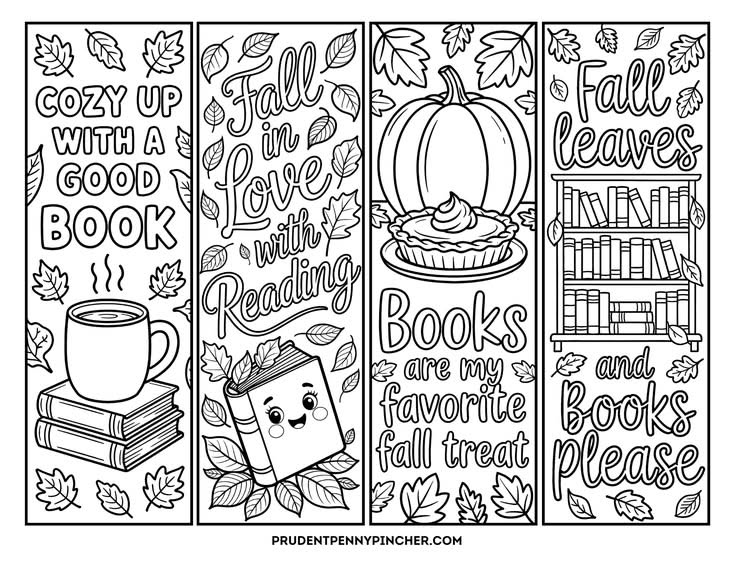 COZY UP
WITH A
GOOD
BOOK
Fall
in
Love
with
Reading
Books
are my
favorite
fall treat
Fall
leaves
and
Books
please
PRUDENTPENNYPINCHER.COM